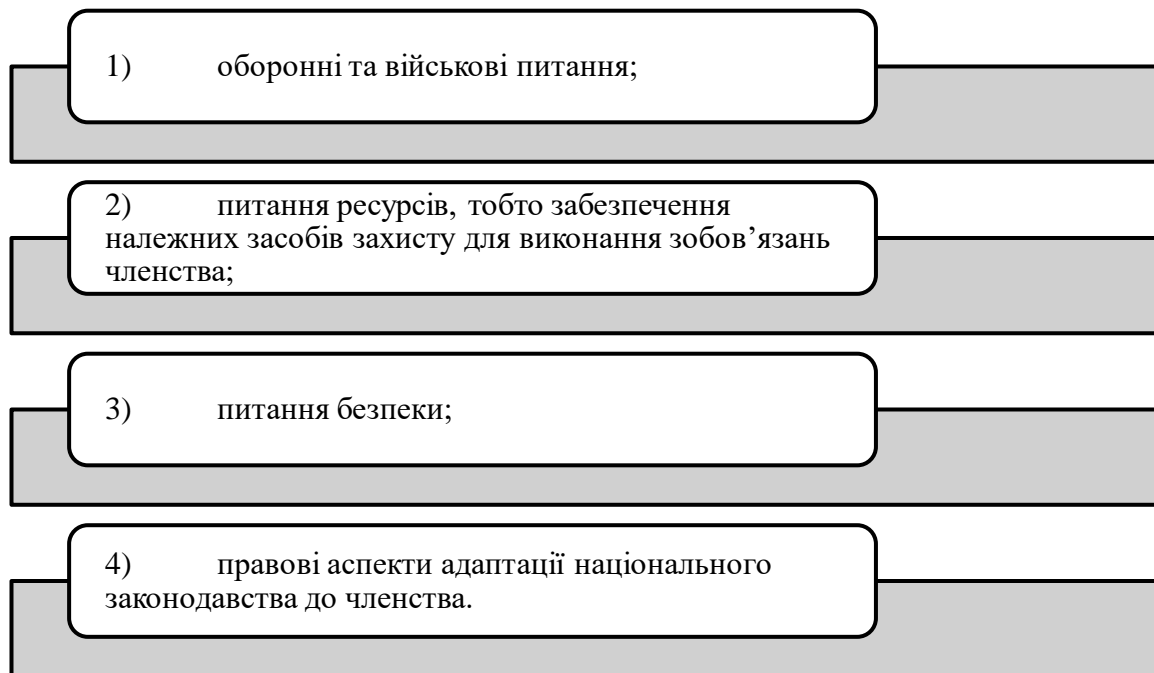 1) оборонні та військові питання;
2) питання ресурсів, тобто забезпечення
належних засобів захисту для виконання зобов’язань
членства;
3) питання безпеки;
4) правові аспекти адаптації національного
законодавства до членства.